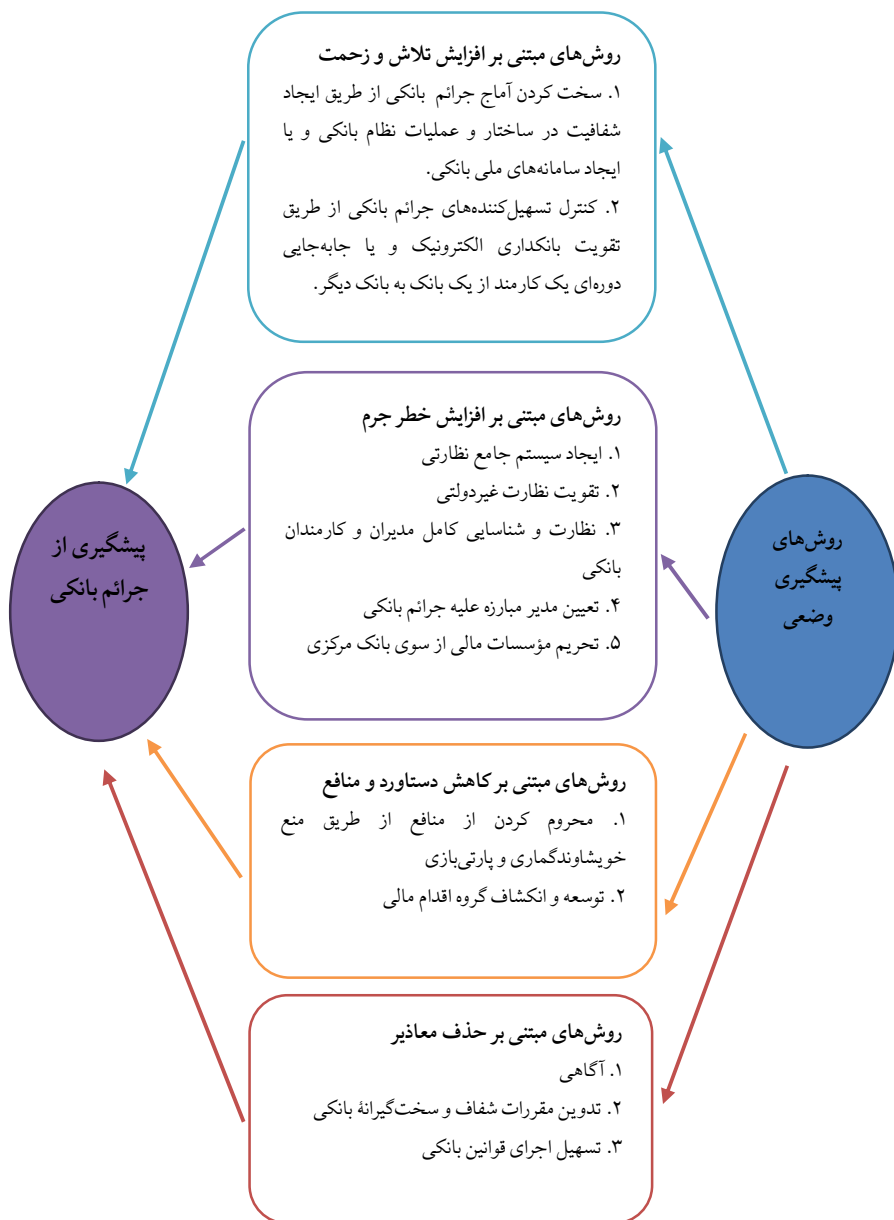 روش‌های
پیشگیری
وضعی
روش‌های مبتنی بر افزایش تلاش و زحمت
۱. سخت کردن آماج جرائم بانکی از طریق ایجاد
شفافیت در ساختار و عملیات نظام بانکی و یا
ایجاد سامانه‌های ملی بانکی.
۲. کنترل تسهیل‌کننده‌های جرائم بانکی از طریق
تقویت بانکداری الکترونیک و یا جابه‌جایی
دوره‌ای یک کارمند از یک بانک به بانک دیگر.
روش‌های مبتنی بر افزایش خطر جرم
۱. ایجاد سیستم جامع نظارتی
۲. تقویت نظارت غیردولتی
۳. نظارت و شناسایی کامل مدیران و کارمندان
بانکی
۴. تعیین مدیر مبارزه علیه جرائم بانکی
۵. تحریم مؤسسات مالی از سوی بانک مرکزی
روش‌های مبتنی بر کاهش دستاورد و منافع
۱. محروم کردن از منافع از طریق منع
خویشاوندگماری و پارتی‌بازی
۲. توسعه و انکشاف گروه اقدام مالی
روش‌های مبتنی بر حذف معاذیر
۱. آگاهی
۲. تدوین مقررات شفاف و سخت‌گیرانهٔ بانکی
۳. تسهیل اجرای قوانین بانکی
پیشگیری از
جرائم بانکی